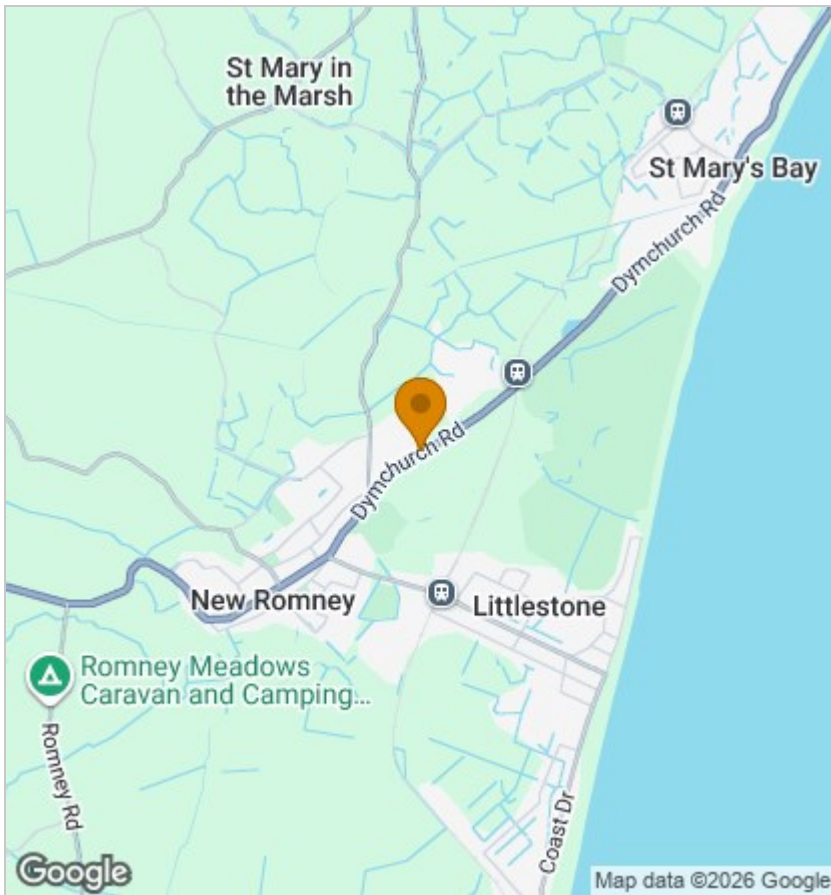 St Mary in
the Marsh
St Mary's Bay
Dymchurch Rd
Dymchurch Rd
New Romney
Littlestone
Romney Meadows
Caravan and Camping...
Romney Rd
Coast Dr
Google
Map data ©2026 Google